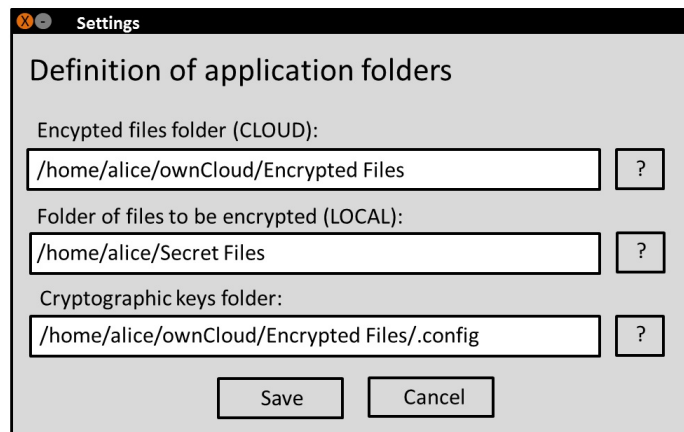 X - Settings
Definition of application folders
Encypted files folder (CLOUD):
/home/alice/ownCloud/Encrypted Files ?
Folder of files to be encrypted (LOCAL):
/home/alice/Secret Files ?
Cryptographic keys folder:
/home/alice/ownCloud/Encrypted Files/.config ?
Save Cancel